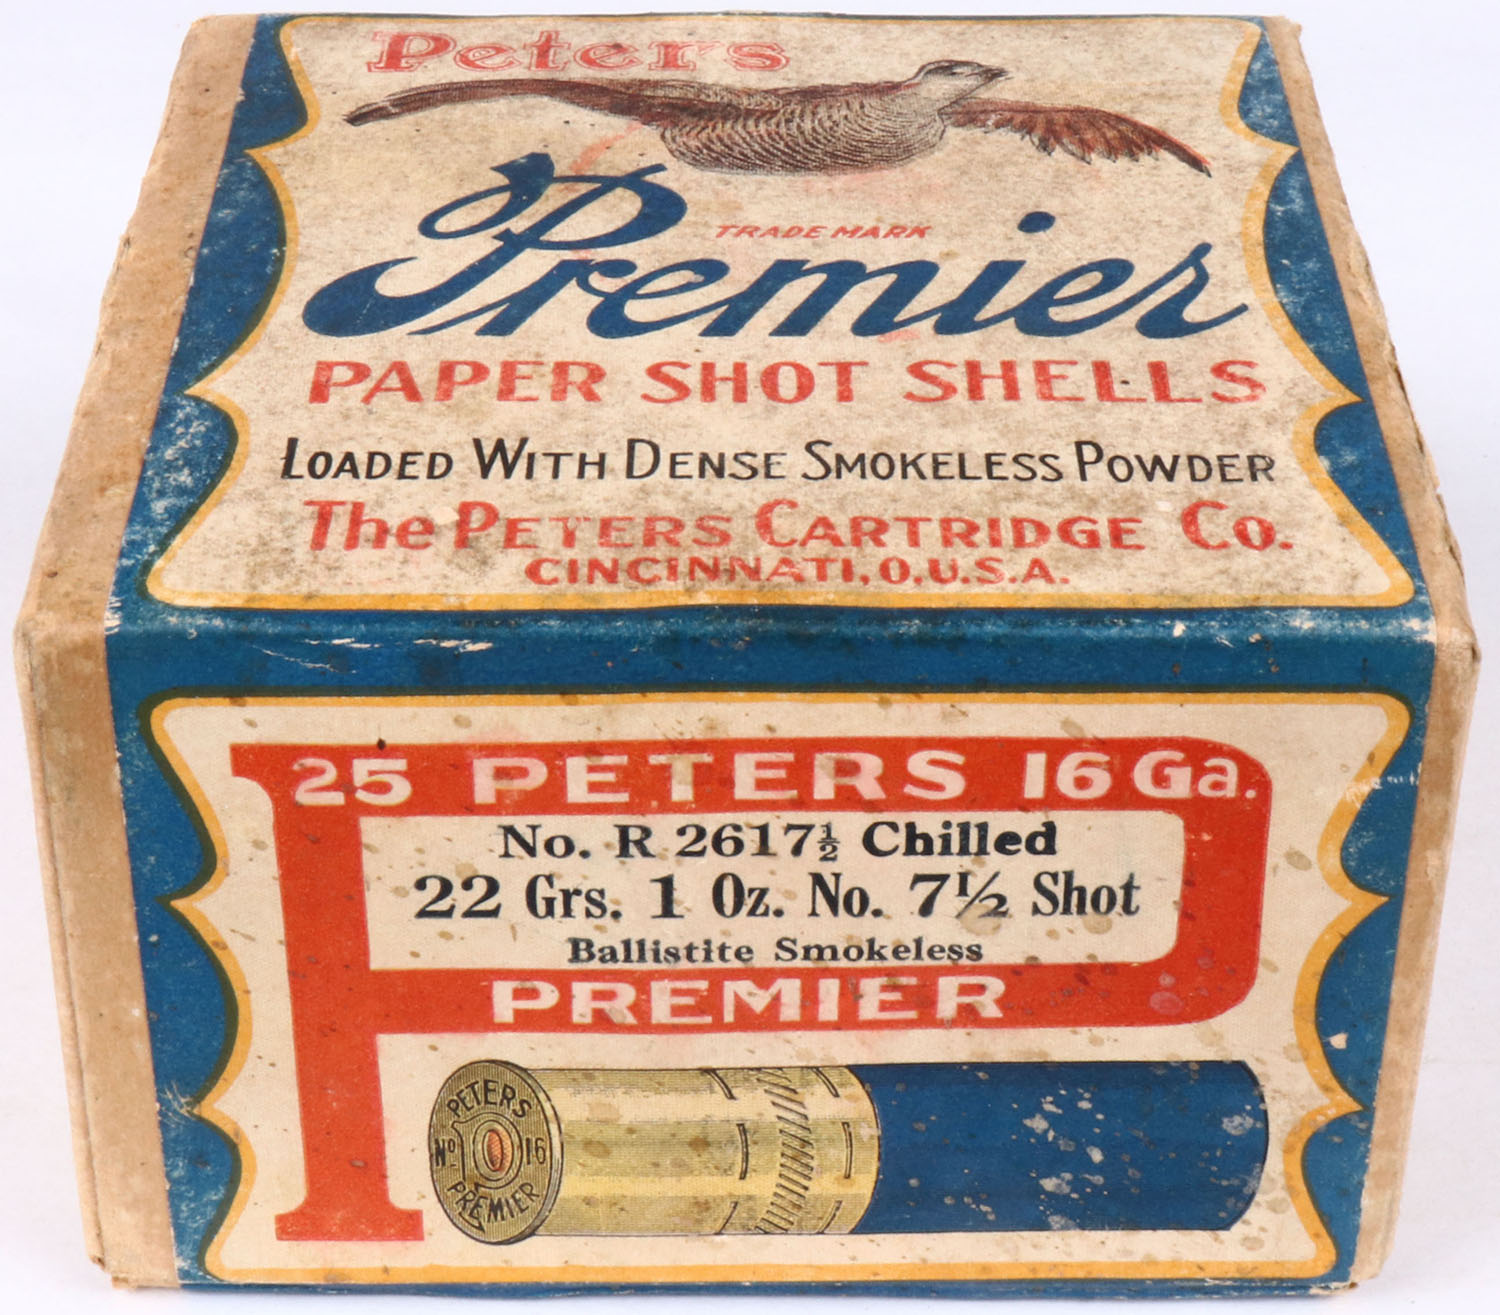 Peters
TRADE MARK
Premier
PAPER SHOT SHELLS
LOADED WITH DENSE SMOKELESS POWDER
The PETERS CARTRIDGE CO.
CINCINNATI, O.U.S.A.
25 PETERS 16 Ga.
No. R 2617½ Chilled
22 Grs. 1 Oz. No. 7½ Shot
Ballistite Smokeless
PREMIER
PETERS
No 16
PREMIER